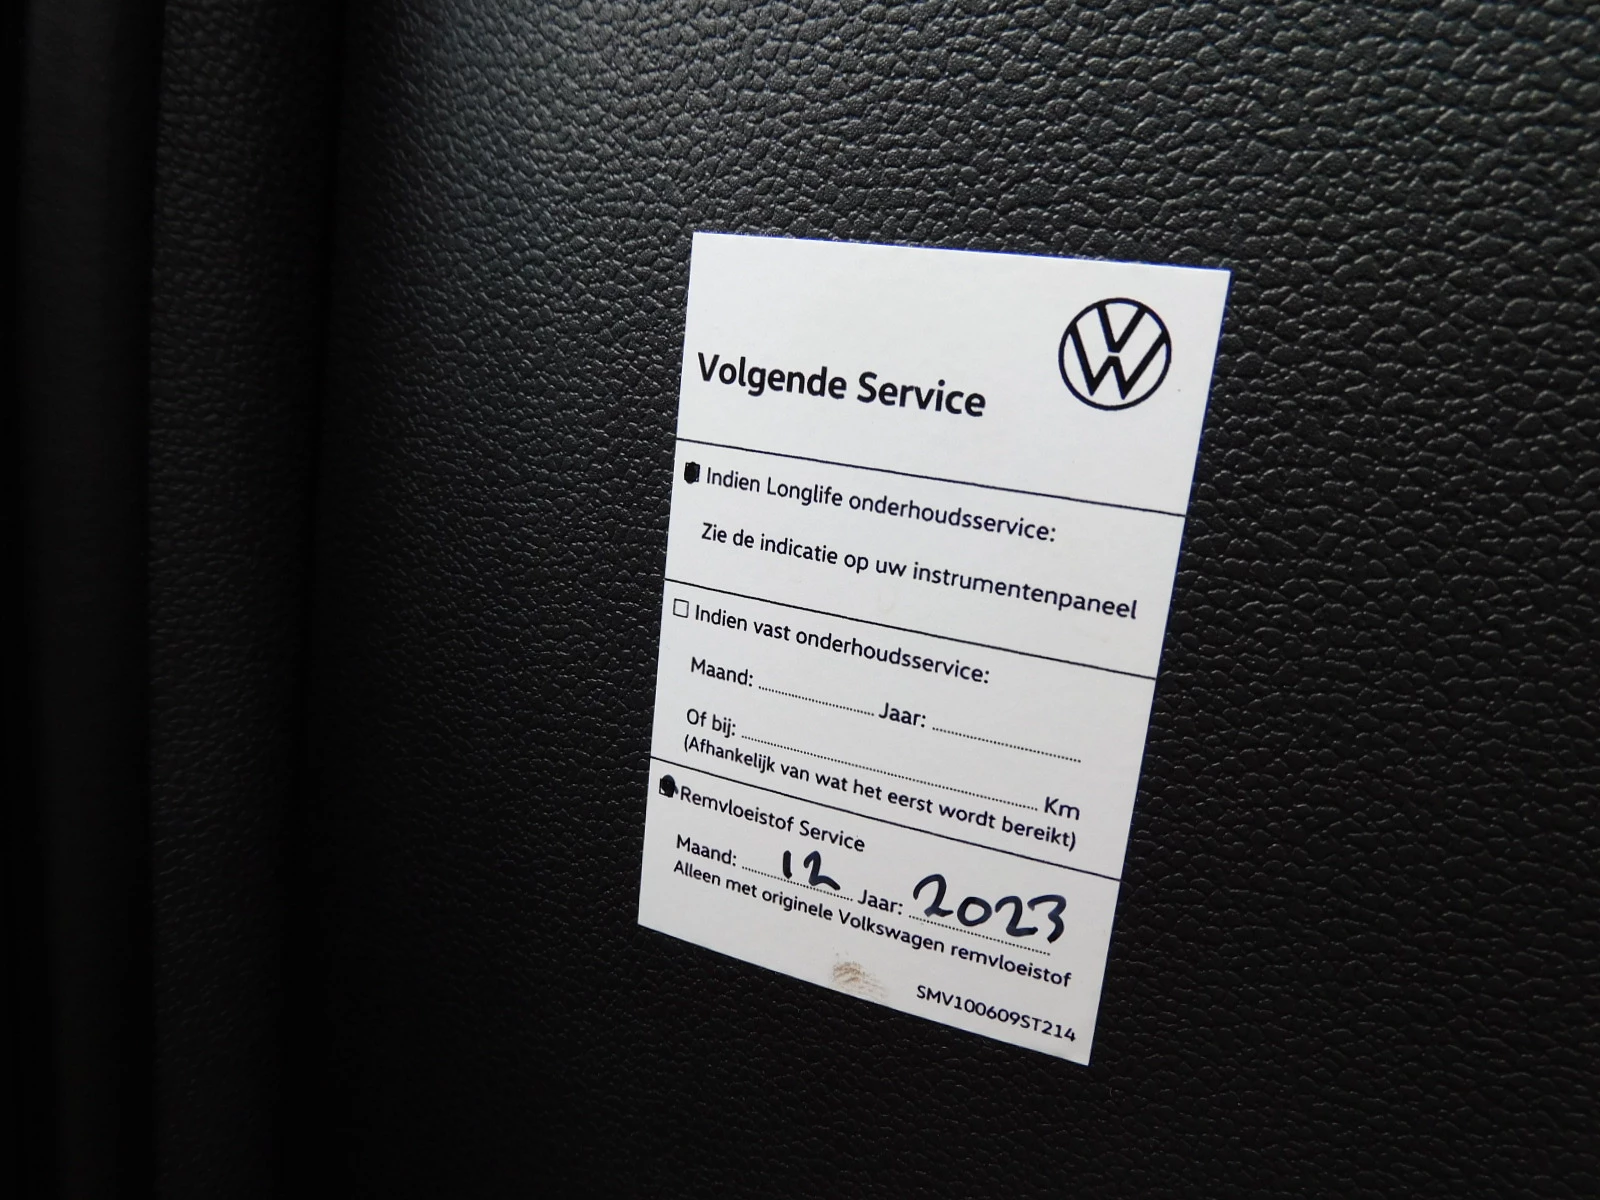 Volgende Service
Indien Longlife onderhoudsservice:
Zie de indicatie op uw instrumentenpaneel
Indien vast onderhoudsservice:
Maand: .................. Jaar: ........................
Of bij: ................................................ Km
(Afhankelijk van wat het eerst wordt bereikt)
Remvloeistof Service
Maand: 12 Jaar: 2023
Alleen met originele Volkswagen remvloeistof
SMV100609ST214